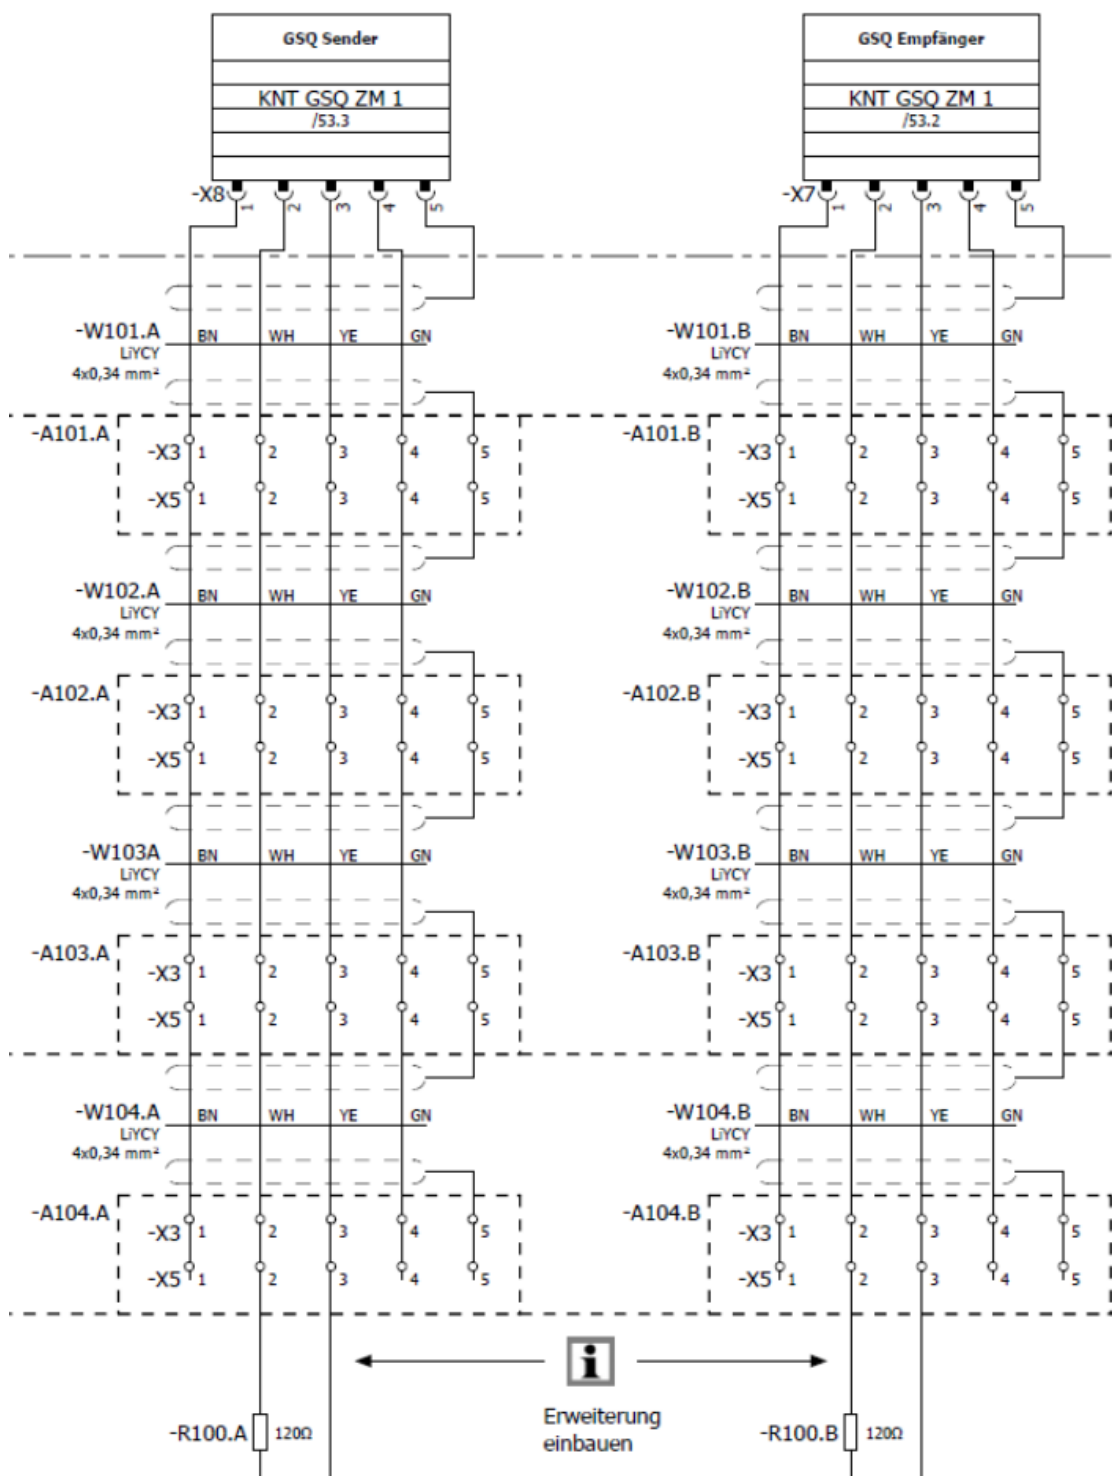 GSQ Sender
KNT GSQ ZM 1
/53.3
GSQ Empfänger
KNT GSQ ZM 1
/53.2
-X8 1 2 3 4 5
-X7 1 2 3 4 5
-W101.A BN WH YE GN
LiYCY
4x0,34 mm²
-W101.B BN WH YE GN
LiYCY
4x0,34 mm²
-A101.A
-X3 1 2 3 4 5
-X5 1 2 3 4 5
-A101.B
-X3 1 2 3 4 5
-X5 1 2 3 4 5
-W102.A BN WH YE GN
LiYCY
4x0,34 mm²
-W102.B BN WH YE GN
LiYCY
4x0,34 mm²
-A102.A
-X3 1 2 3 4 5
-X5 1 2 3 4 5
-A102.B
-X3 1 2 3 4 5
-X5 1 2 3 4 5
-W103A BN WH YE GN
LiYCY
4x0,34 mm²
-W103.B BN WH YE GN
LiYCY
4x0,34 mm²
-A103.A
-X3 1 2 3 4 5
-X5 1 2 3 4 5
-A103.B
-X3 1 2 3 4 5
-X5 1 2 3 4 5
-W104.A BN WH YE GN
LiYCY
4x0,34 mm²
-W104.B BN WH YE GN
LiYCY
4x0,34 mm²
-A104.A
-X3 1 2 3 4 5
-X5 1 2 3 4 5
-A104.B
-X3 1 2 3 4 5
-X5 1 2 3 4 5
i
Erweiterung
einbauen
-R100.A 120Ω
-R100.B 120Ω